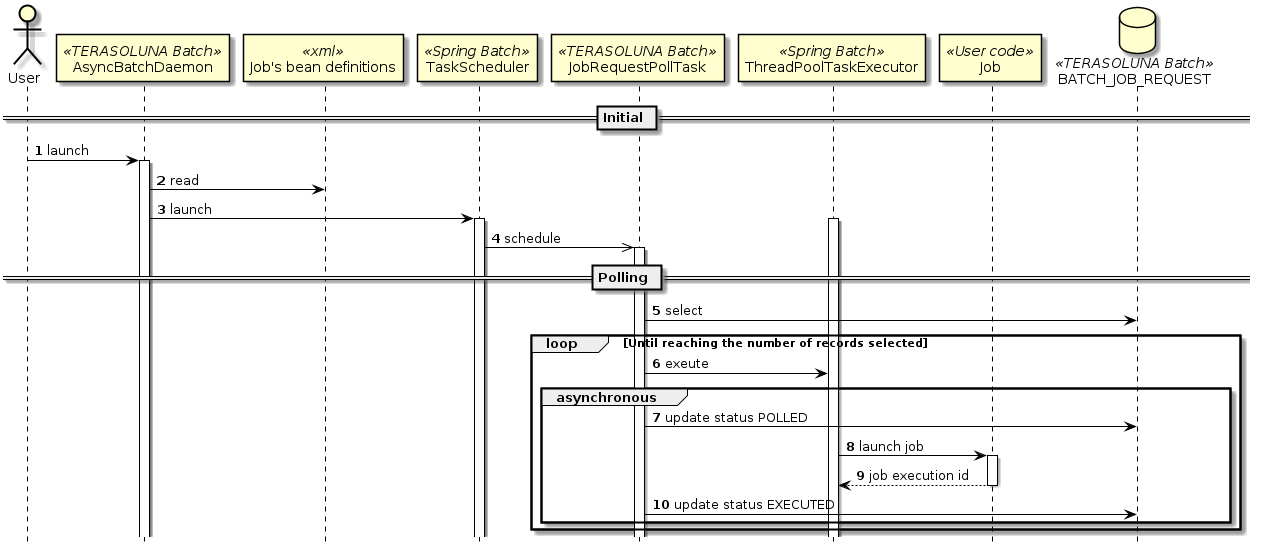 User
«TERASOLUNA Batch»
AsyncBatchDaemon
«xml»
Job's bean definitions
«Spring Batch»
TaskScheduler
«TERASOLUNA Batch»
JobRequestPollTask
«Spring Batch»
ThreadPoolTaskExecutor
«User code»
Job
«TERASOLUNA Batch»
BATCH_JOB_REQUEST
Initial
1 launch
2 read
3 launch
4 schedule
Polling
5 select
loop [Until reaching the number of records selected]
6 exeute
asynchronous
7 update status POLLED
8 launch job
9 job execution id
10 update status EXECUTED